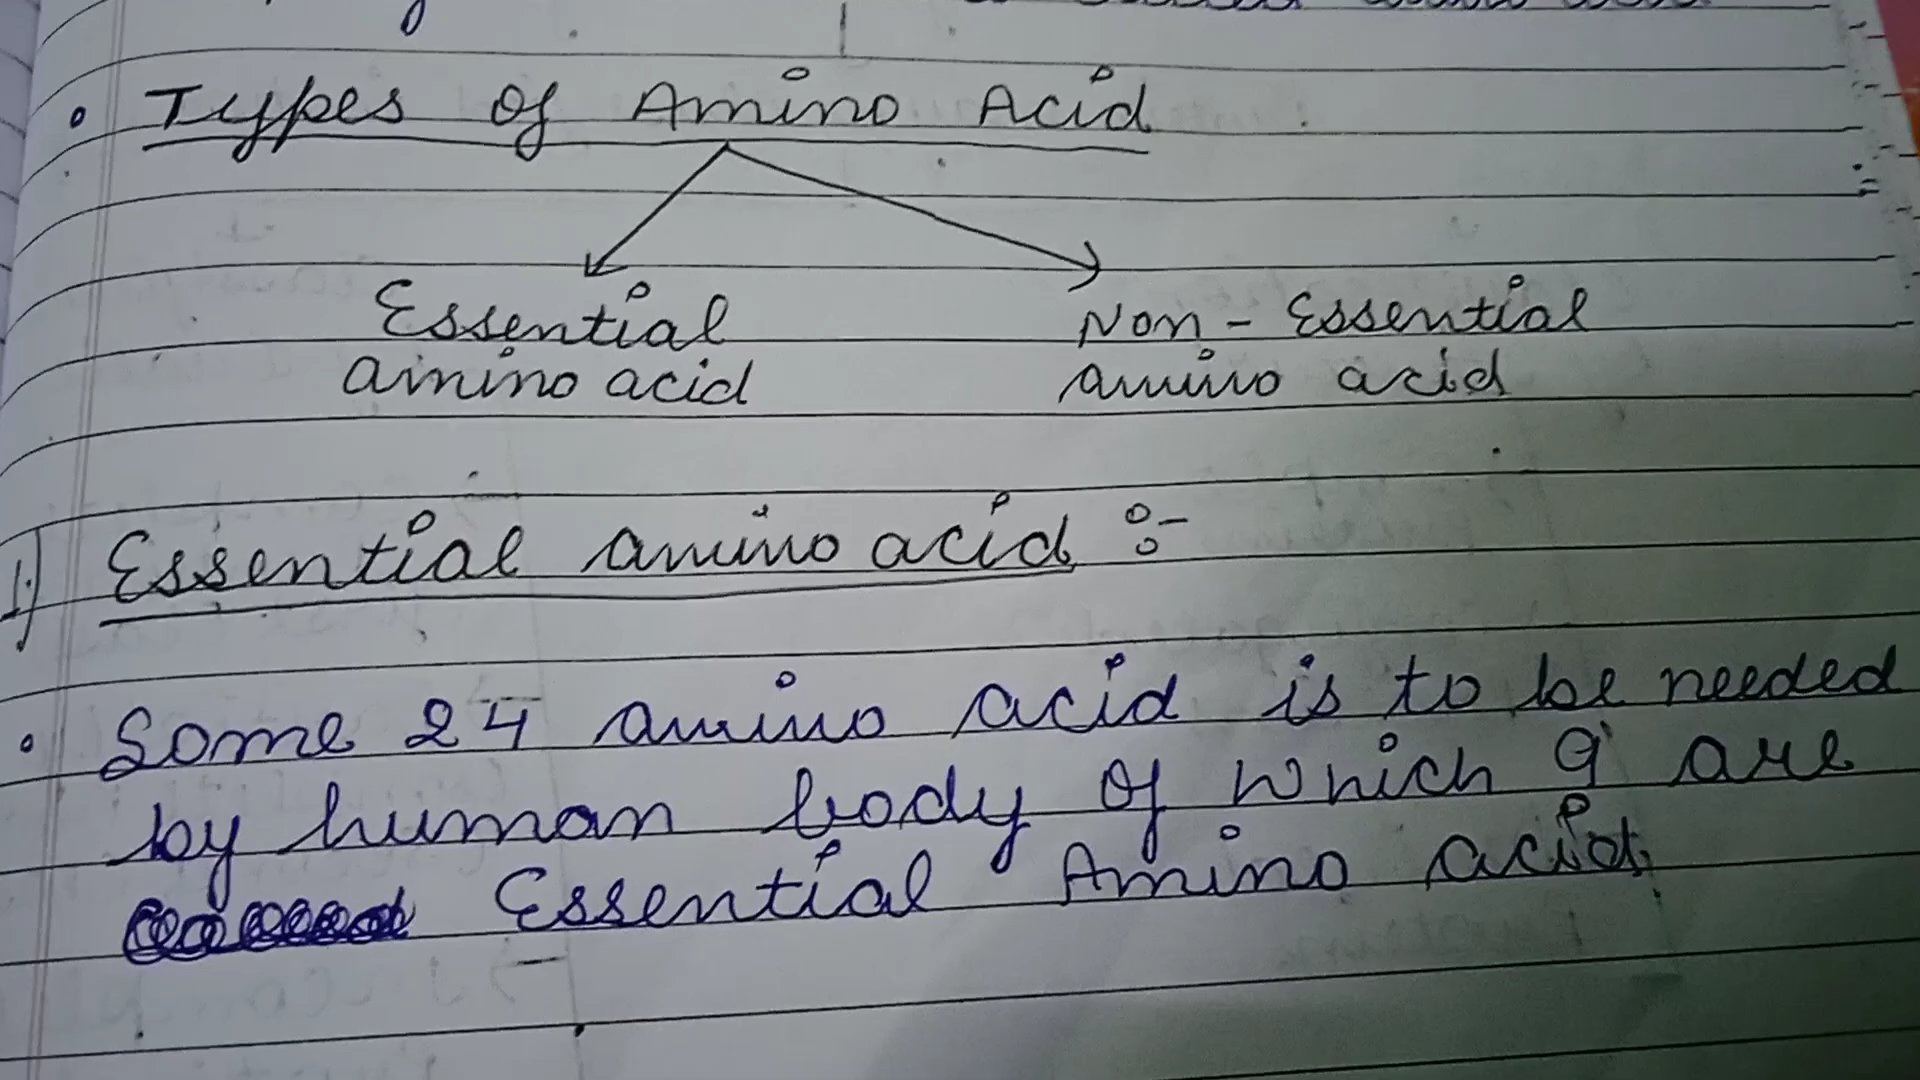 • Types of Amino Acid
Essential
amino acid
Non - Essential
amino acid
1.) Essential amino acid :-
• Some 24 amino acid is to be needed
by human body of which 9 are
Essential Amino acid.